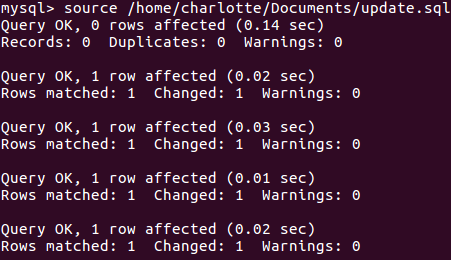 mysql> source /home/charlotte/Documents/update.sql
Query OK, 0 rows affected (0.14 sec)
Records: 0  Duplicates: 0  Warnings: 0

Query OK, 1 row affected (0.02 sec)
Rows matched: 1  Changed: 1  Warnings: 0

Query OK, 1 row affected (0.03 sec)
Rows matched: 1  Changed: 1  Warnings: 0

Query OK, 1 row affected (0.01 sec)
Rows matched: 1  Changed: 1  Warnings: 0

Query OK, 1 row affected (0.02 sec)
Rows matched: 1  Changed: 1  Warnings: 0